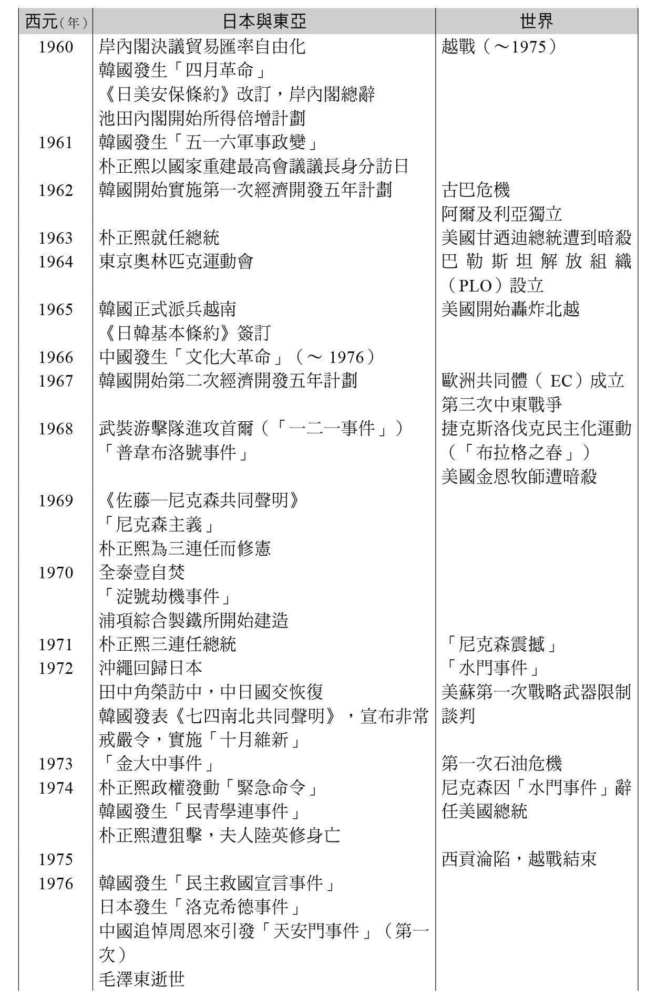 西元（年） 日本與東亞 世界
1960 岸內閣決議貿易匯率自由化 越戰（～1975）
韓國發生「四月革命」
《日美安保條約》改訂，岸內閣總辭
池田內閣開始所得倍增計劃
1961 韓國發生「五一六軍事政變」
朴正熙以國家重建最高會議議長身分訪日
1962 韓國開始實施第一次經濟開發五年計劃 古巴危機
阿爾及利亞獨立
1963 朴正熙就任總統 美國甘迺迪總統遭到暗殺
1964 東京奧林匹克運動會 巴勒斯坦解放組織
（PLO）設立
1965 韓國正式派兵越南 美國開始轟炸北越
《日韓基本條約》簽訂
1966 中國發生「文化大革命」（～ 1976）
1967 韓國開始第二次經濟開發五年計劃 歐洲共同體（ EC）成立
第三次中東戰爭
1968 武裝游擊隊進攻首爾（「一二一事件」） 捷克斯洛伐克民主化運動
「普韋布洛號事件」 （「布拉格之春」）
美國金恩牧師遭暗殺
1969 《佐藤—尼克森共同聲明》
「尼克森主義」
朴正熙為三連任而修憲
1970 全泰壹自焚
「淀號劫機事件」
浦項綜合製鐵所開始建造
1971 朴正熙三連任總統 「尼克森震撼」
1972 沖繩回歸日本 「水門事件」
田中角榮訪中，中日國交恢復 美蘇第一次戰略武器限制
韓國發表《七四南北共同聲明》，宣布非常 談判
戒嚴令，實施「十月維新」
1973 「金大中事件」 第一次石油危機
1974 朴正熙政權發動「緊急命令」 尼克森因「水門事件」辭
韓國發生「民青學連事件」 任美國總統
朴正熙遭狙擊，夫人陸英修身亡
1975 西貢淪陷，越戰結束
1976 韓國發生「民主救國宣言事件」
日本發生「洛克希德事件」
中國追悼周恩來引發「天安門事件」（第一
次）
毛澤東逝世